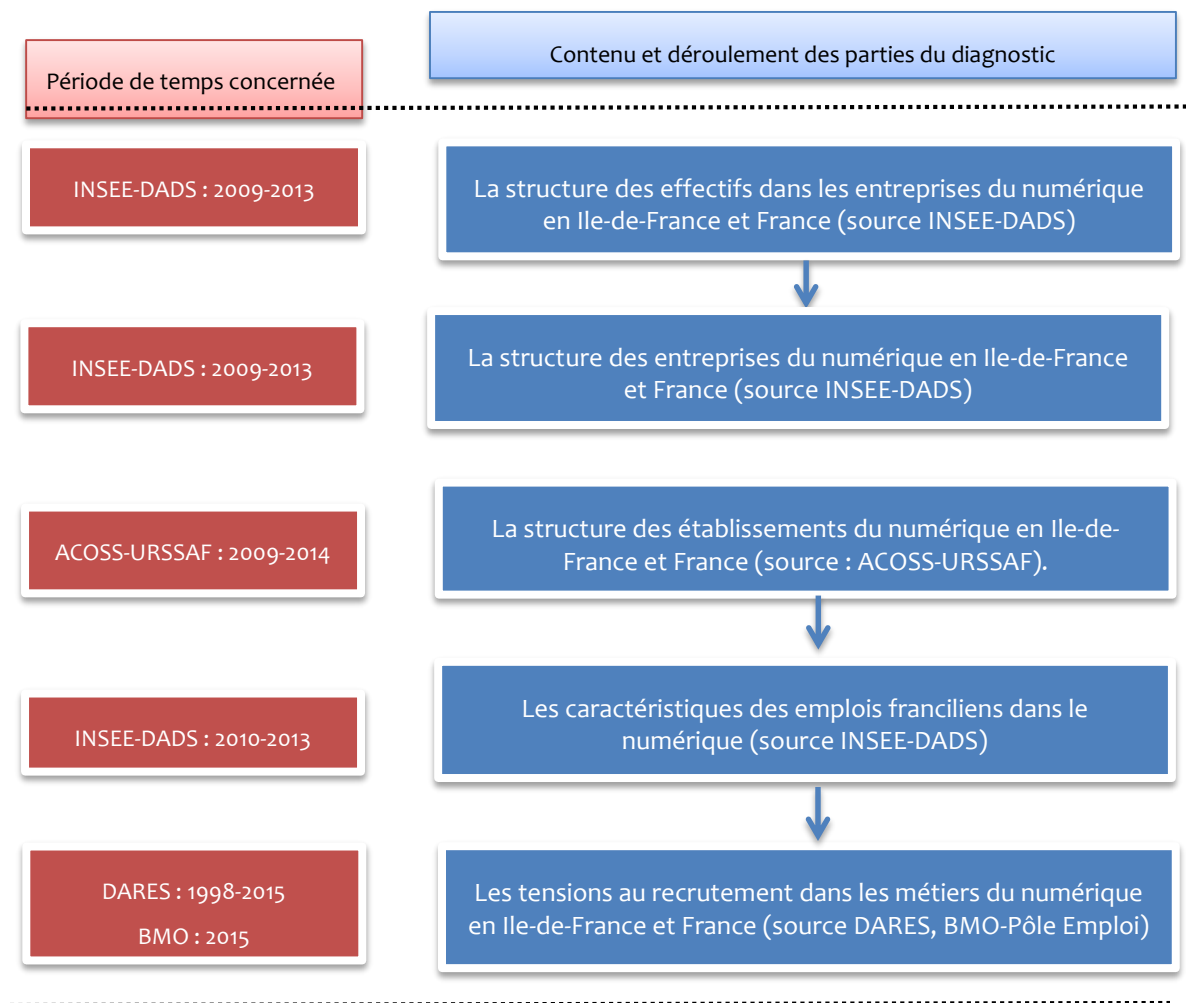 Période de temps concernée
Contenu et déroulement des parties du diagnostic
INSEE-DADS : 2009-2013
La structure des effectifs dans les entreprises du numérique
en Ile-de-France et France (source INSEE-DADS)
INSEE-DADS : 2009-2013
La structure des entreprises du numérique en Ile-de-France
et France (source INSEE-DADS)
ACOSS-URSSAF : 2009-2014
La structure des établissements du numérique en Ile-de-
France et France (source : ACOSS-URSSAF).
INSEE-DADS : 2010-2013
Les caractéristiques des emplois franciliens dans le
numérique (source INSEE-DADS)
DARES : 1998-2015
BMO : 2015
Les tensions au recrutement dans les métiers du numérique
en Ile-de-France et France (source DARES, BMO-Pôle Emploi)